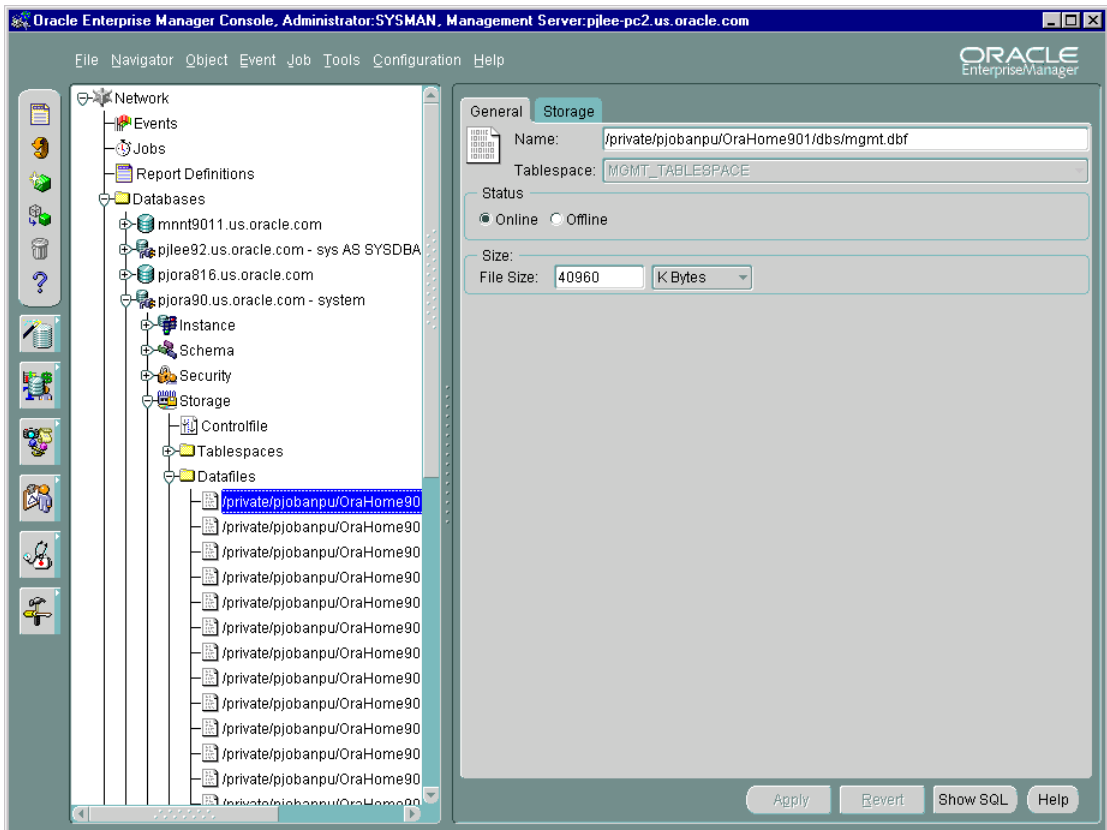 Oracle Enterprise Manager Console, Administrator:SYSMAN, Management Server:pjlee-pc2.us.oracle.com
File Navigator Object Event Job Tools Configuration Help
ORACLE
EnterpriseManager
Network
Events
Jobs
Report Definitions
Databases
mnnt9011.us.oracle.com
pjlee92.us.oracle.com - sys AS SYSDBA
pjora816.us.oracle.com
pjora90.us.oracle.com - system
Instance
Schema
Security
Storage
Controlfile
Tablespaces
Datafiles
/private/pjobanpu/OraHome90
/private/pjobanpu/OraHome90
/private/pjobanpu/OraHome90
/private/pjobanpu/OraHome90
/private/pjobanpu/OraHome90
/private/pjobanpu/OraHome90
/private/pjobanpu/OraHome90
/private/pjobanpu/OraHome90
/private/pjobanpu/OraHome90
/private/pjobanpu/OraHome90
/private/pjobanpu/OraHome90
/private/pjobanpu/OraHome90
/private/pjobanpu/OraHome90
General Storage
Name: /private/pjobanpu/OraHome901/dbs/mgmt.dbf
Tablespace: MGMT_TABLESPACE
Status
Online Offline
Size:
File Size: 40960 K Bytes
Apply Revert Show SQL Help